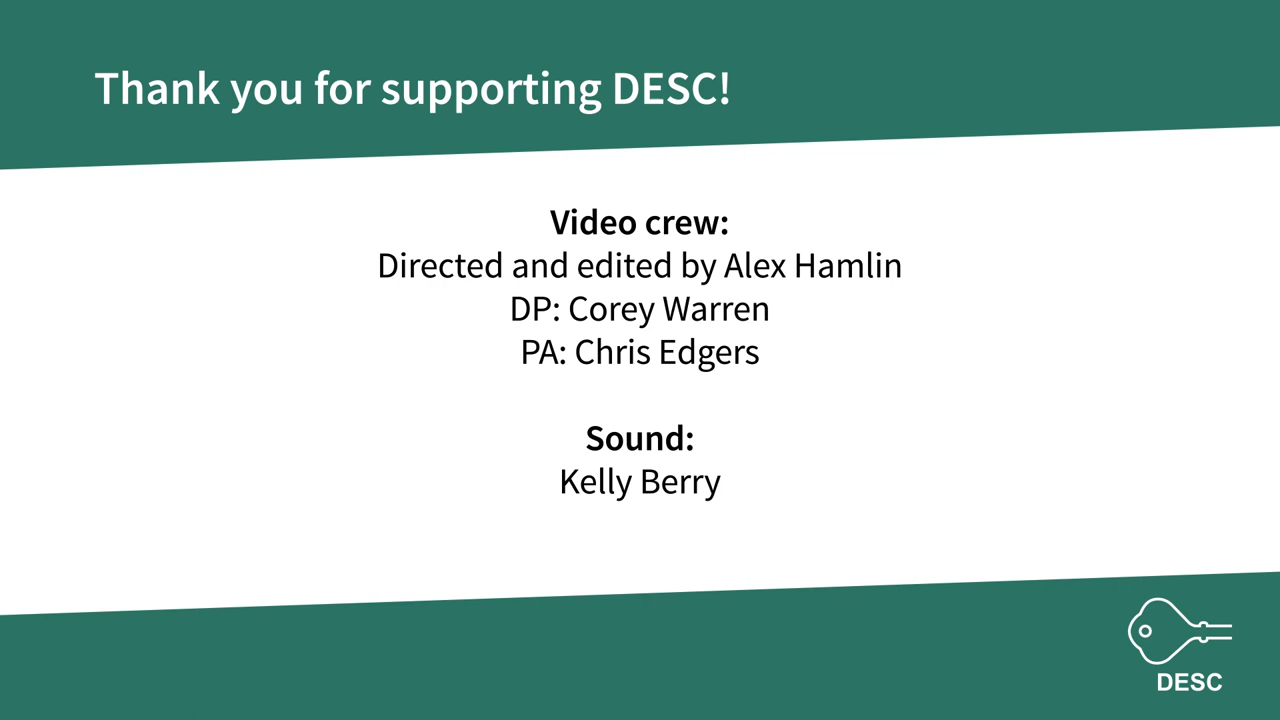 Thank you for supporting DESC!
Video crew:
Directed and edited by Alex Hamlin
DP: Corey Warren
PA: Chris Edgers
Sound:
Kelly Berry
DESC